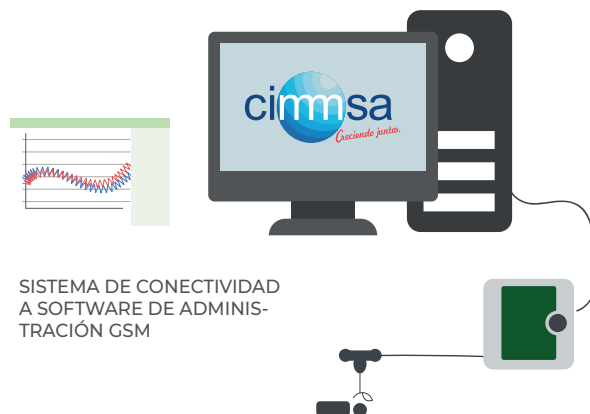 cimmsa
Creciendo juntos.
SISTEMA DE CONECTIVIDAD
A SOFTWARE DE ADMINIS-
TRACIÓN GSM